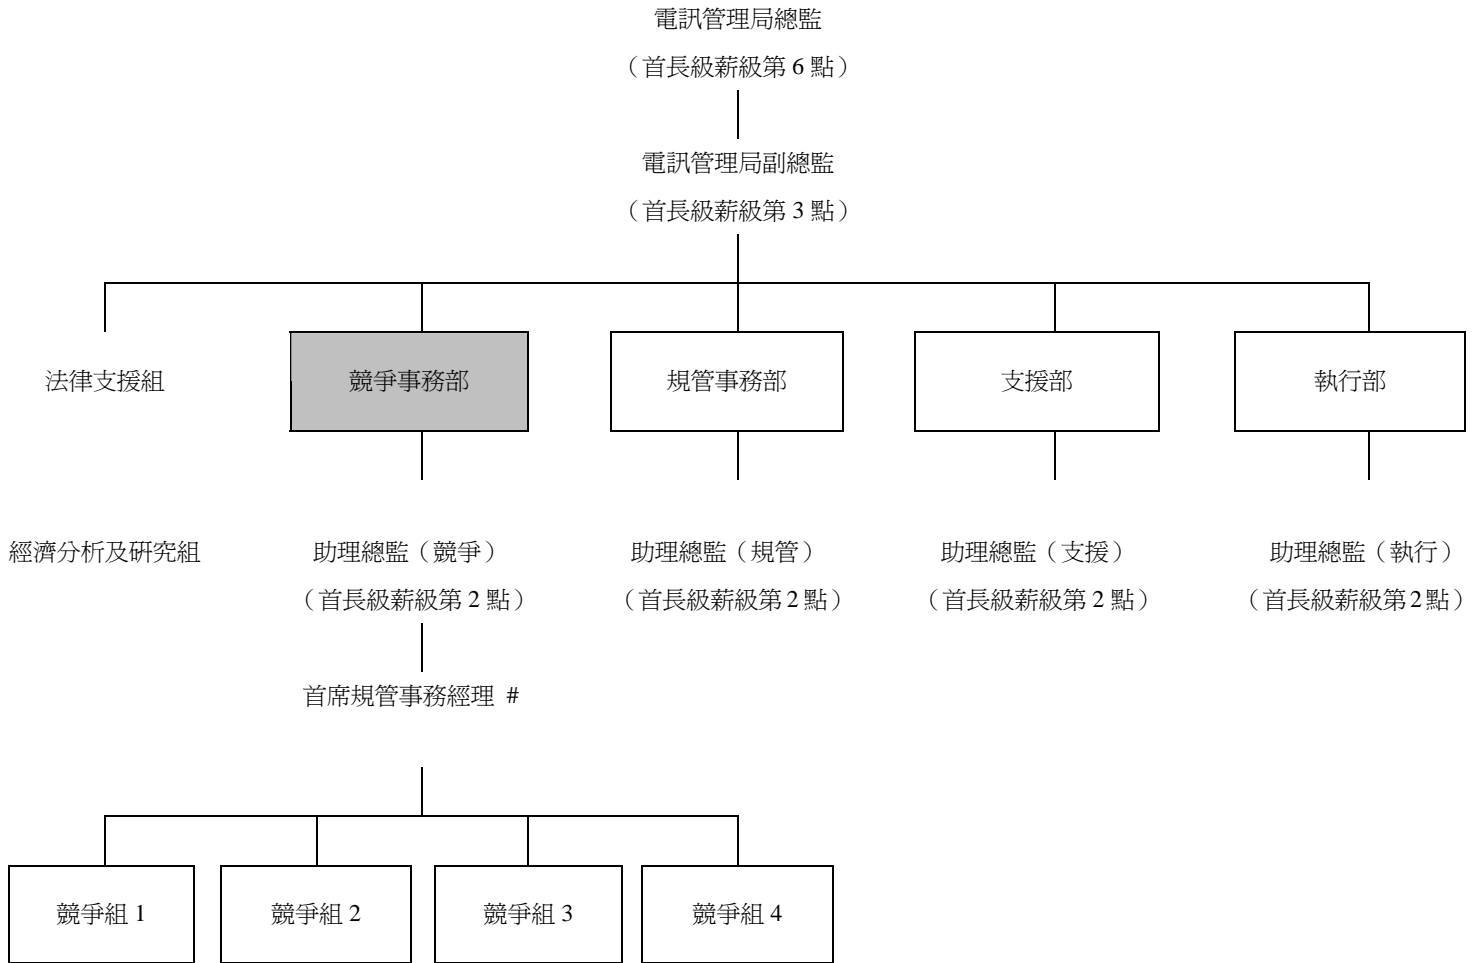 電訊管理局總監
（首長級薪級第 6 點）
電訊管理局副總監
（首長級薪級第 3 點）
法律支援組
競爭事務部
規管事務部
支援部
執行部
經濟分析及研究組
助理總監（競爭）
助理總監（規管）
助理總監（支援）
助理總監（執行）
（首長級薪級第 2 點）
（首長級薪級第 2 點）
（首長級薪級第 2 點）
（首長級薪級第 2 點）
首席規管事務經理 #
競爭組 1
競爭組 2
競爭組 3
競爭組 4